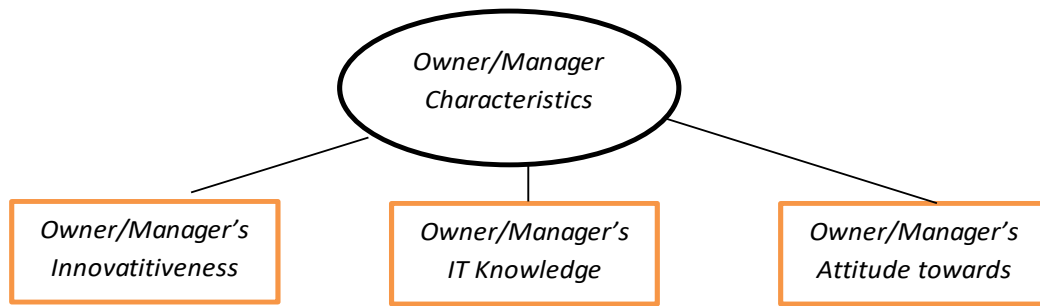 Owner/Manager
Characteristics
Owner/Manager’s
Innovatitiveness
Owner/Manager’s
IT Knowledge
Owner/Manager’s
Attitude towards